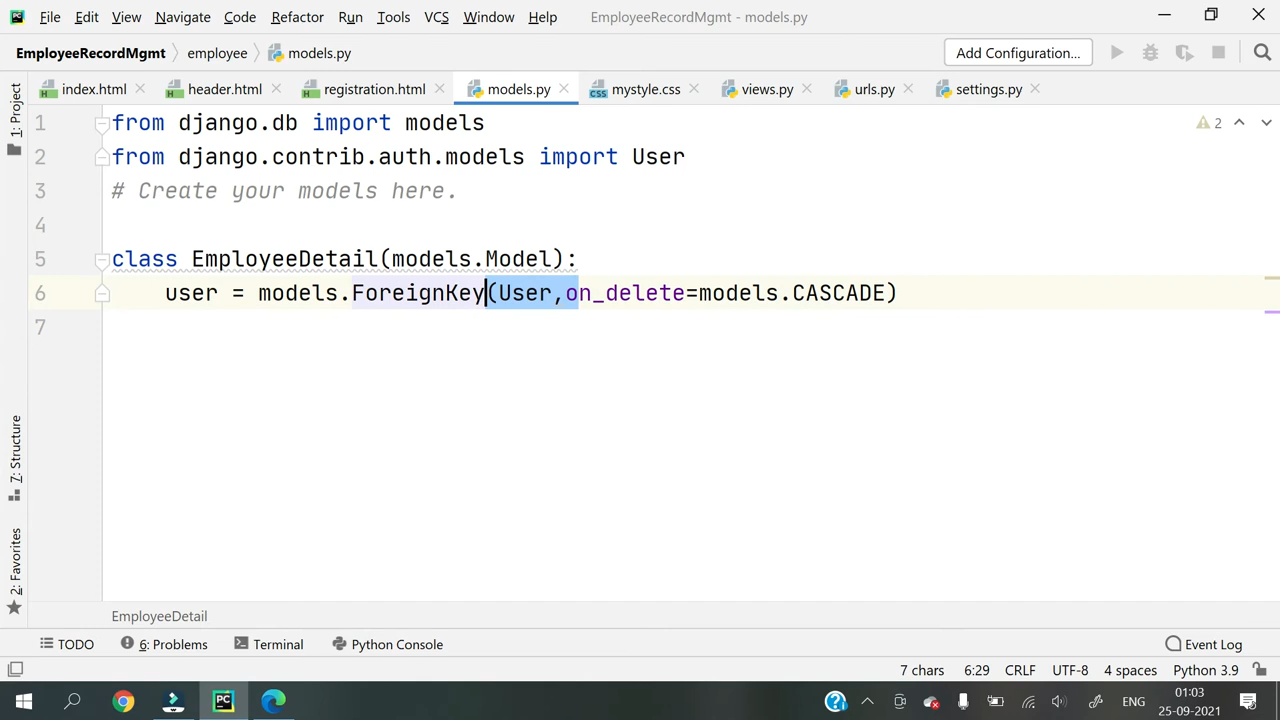 File Edit View Navigate Code Refactor Run Tools VCS Window Help EmployeeRecordMgmt - models.py
EmployeeRecordMgmt employee models.py Add Configuration...
index.html header.html registration.html models.py mystyle.css views.py urls.py settings.py
1: Project
1 from django.db import models
2
2 from django.contrib.auth.models import User
3 # Create your models here.
4
5 class EmployeeDetail(models.Model):
6 user = models.ForeignKey(User,on_delete=models.CASCADE)
7
7: Structure
2: Favorites
EmployeeDetail
TODO 6: Problems Terminal Python Console Event Log
7 chars 6:29 CRLF UTF-8 4 spaces Python 3.9
ENG
01:03
25-09-2021